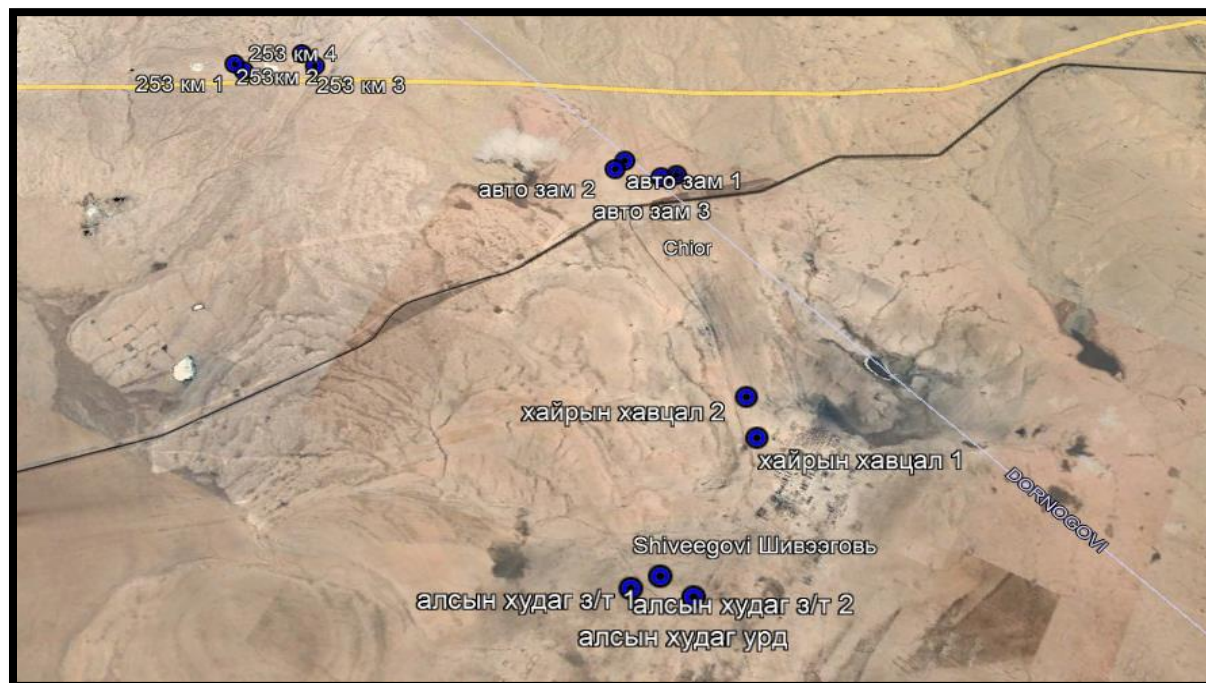 253 км 4
253 км 1
253км 2
253 км 3
авто зам 2
авто зам 1
авто зам 3
Chior
хайрын хавцал 2
хайрын хавцал 1
DORNOGOVI
Shiveegovi Шивээговь
алсын худаг з/т 1
алсын худаг з/т 2
алсын худаг урд